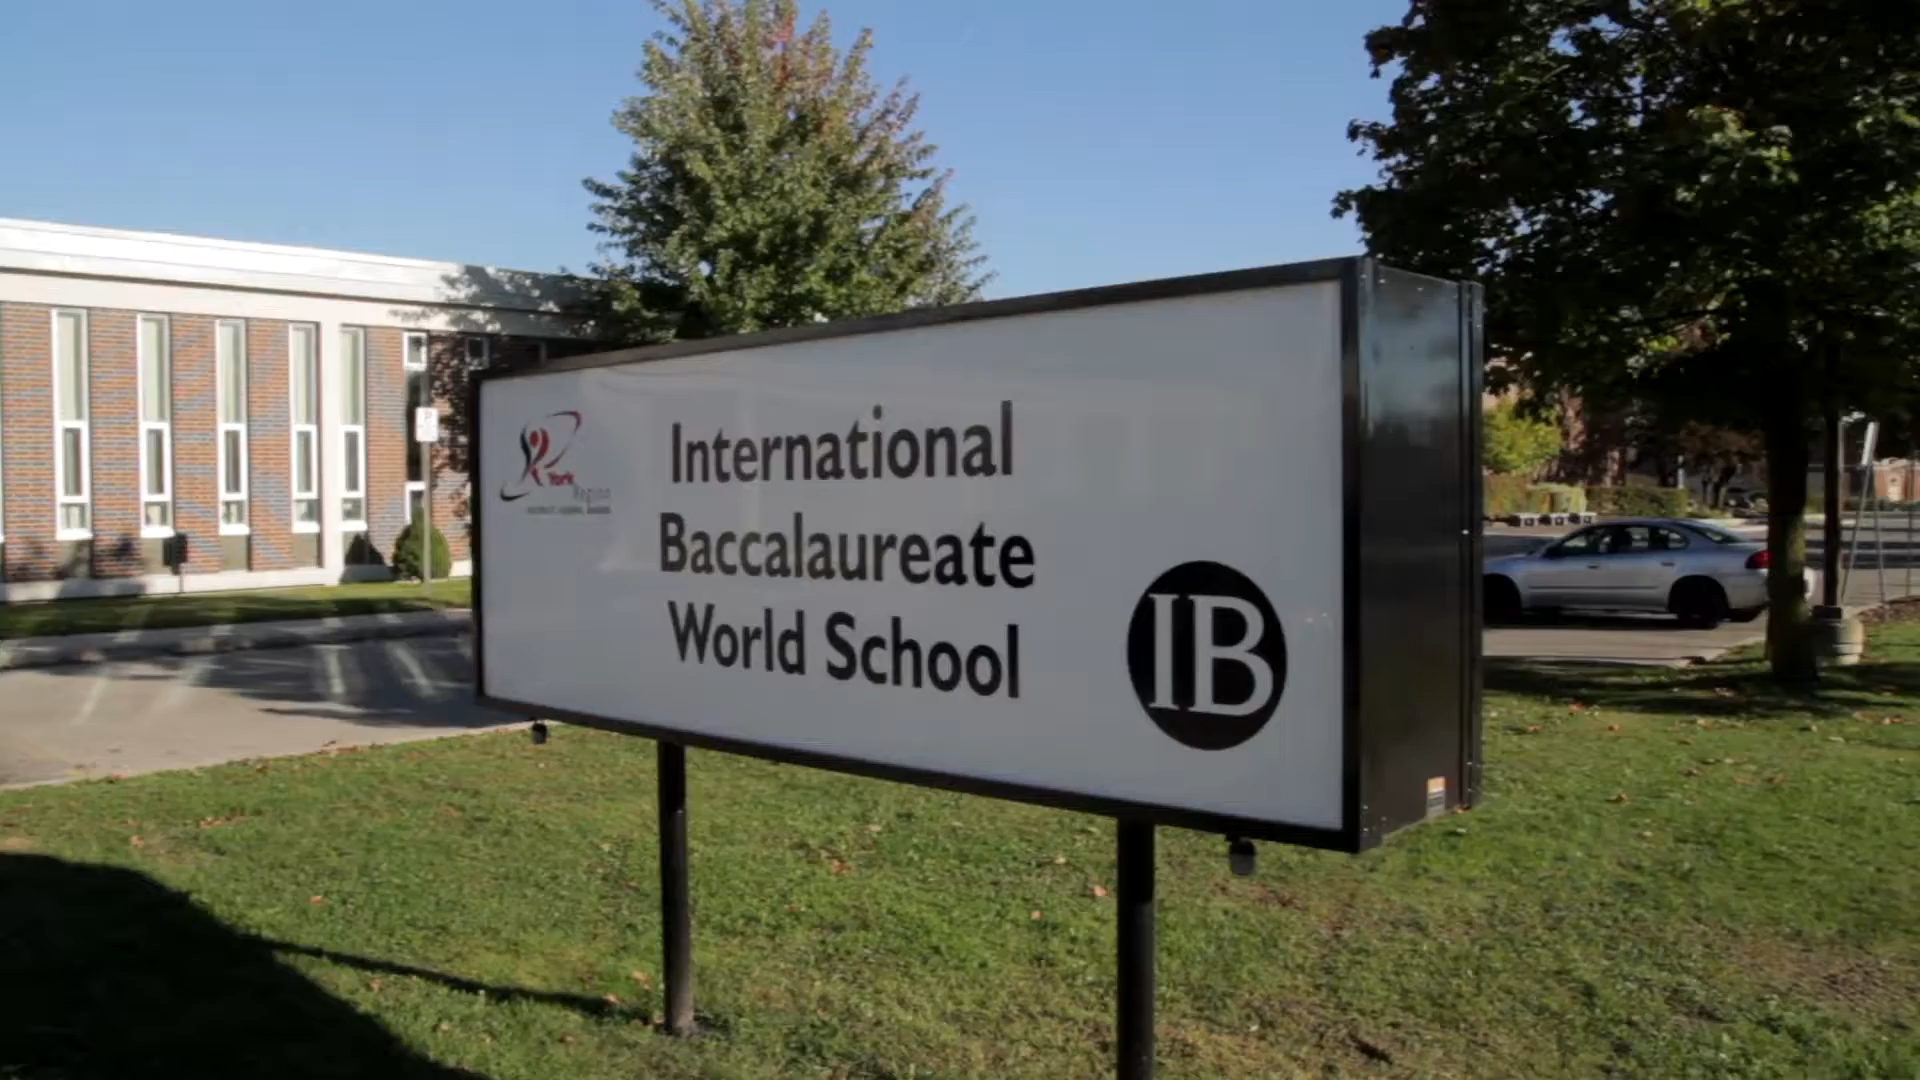 International
Baccalaureate
World School
York
Region
IB